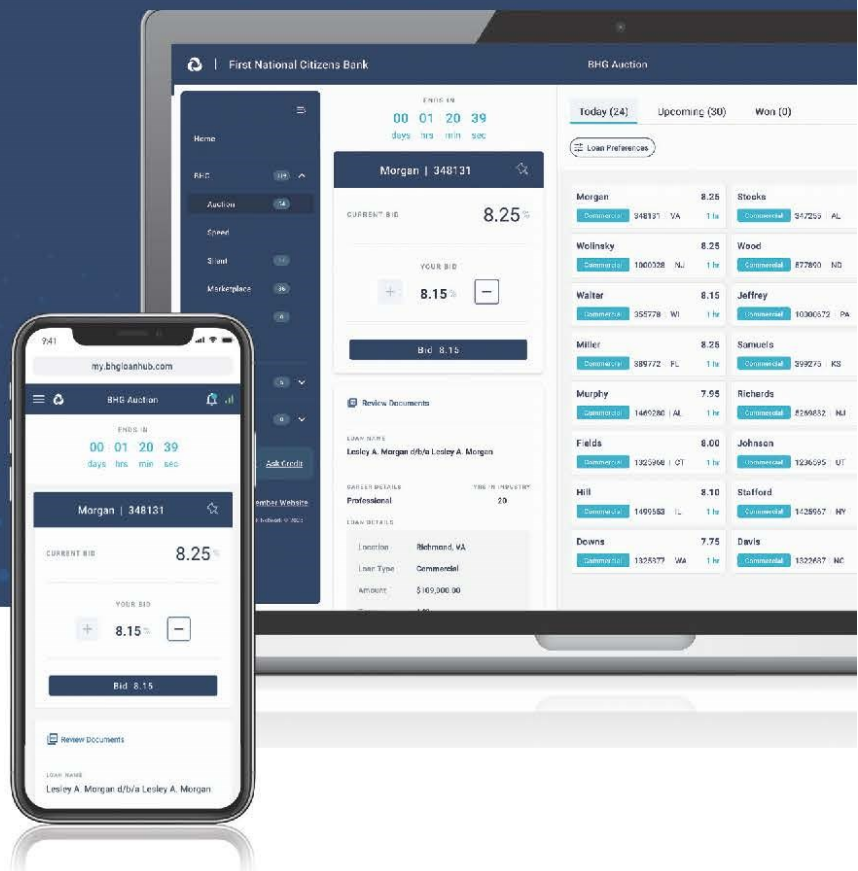 First National Citizens Bank
BHG Auction
Home
BHG
Auction
Speed
Silent
Marketplace
36
Ask Credit
ember Website
ENDS IN
00 01 20 39
days hrs min sec
Morgan | 348131
CURRENT BID
8.25 %
YOUR BID
+ 8.15 % −
Bid 8.15
Review Documents
LOAN NAME
Lesley A. Morgan d/b/a Lesley A. Morgan
CAREER DETAILS
YRS IN INDUSTRY
Professional
20
LOAN DETAILS
Location Richmond, VA
Loan Type Commercial
Amount $109,000.00
Today (24) Upcoming (30) Won (0)
Loan Preferences
Morgan 8.25
Commercial 348131 VA 1 hr
Wolinsky 8.25
Commercial 1000028 NJ 1 hr
Walter 8.15
Commercial 355778 WI 1 hr
Miller 8.25
Commercial 389772 FL 1 hr
Murphy 7.95
Commercial 1469280 | AL 1 hr
Fields 8.00
Commercial 1325968 | CT 1 hr
Hill 8.10
Commercial IL 1 hr
Downs 7.75
Commercial WA 1 hr
Commercial 347255 AL
Wood
Commercial 877890 ND
Jeffrey
Commercial 10000672 PA
Samuels
Commercial 399275 KS
Richards
Commercial NJ
Johnson
Commercial 1236595 UT
Stafford
Commercial NY
Davis
Commercial NC
9:41
my.bhgloanhub.com
BHG Auction
ENDS IN
00 01 20 39
days hrs min sec
Morgan | 348131
CURRENT BID
8.25 %
YOUR BID
+ 8.15 % −
Bid 8.15
Review Documents
LOAN NAME
Lesley A. Morgan d/b/a Lesley A. Morgan